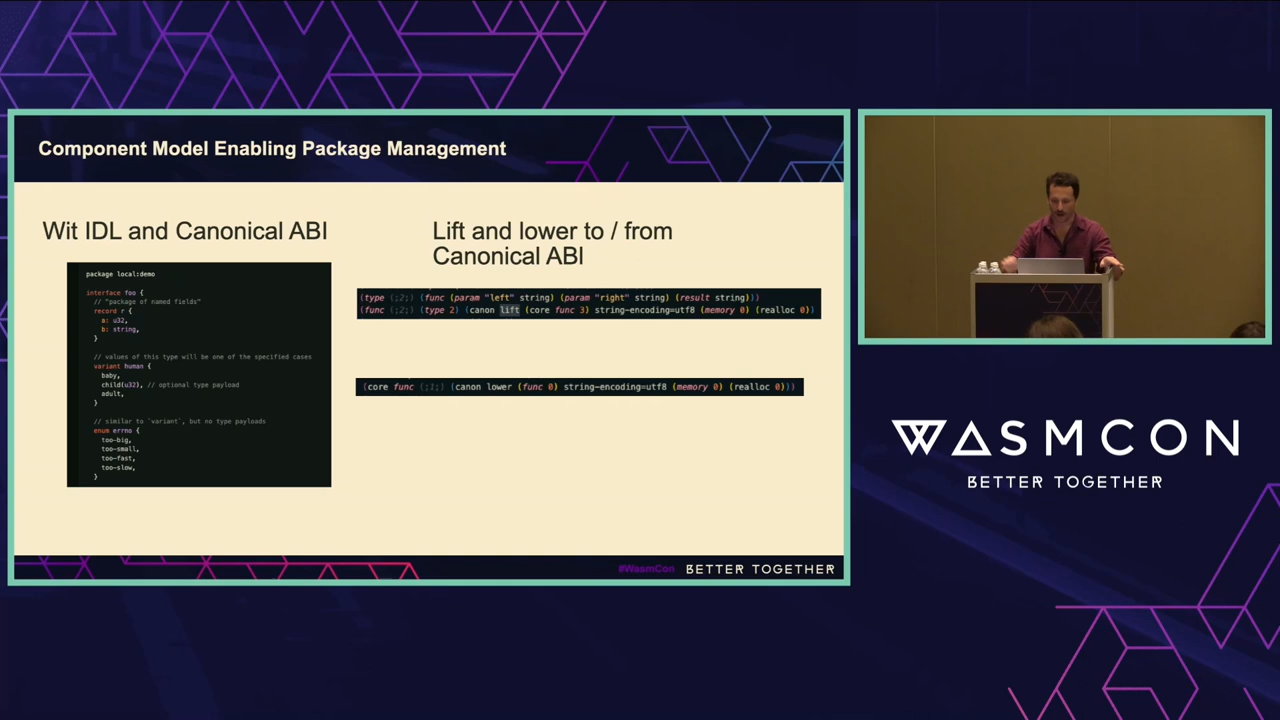 Component Model Enabling Package Management
Wit IDL and Canonical ABI
package local:demo
interface foo {
// "package of named fields"
record r {
a: u32,
b: string,
}
// values of this type will be one of the specified cases
variant human {
baby,
child(u32), // optional type payload
adult,
}
// similar to `variant`, but no type payloads
enum errno {
too-big,
too-small,
too-fast,
too-slow,
}
Lift and lower to / from
Canonical ABI
(type (;2;) (func (param "left" string) (param "right" string) (result string)))
(func (;2;) (type 2) (canon lift (core func 3) string-encoding=utf8 (memory 0) (realloc 0))
(core func (;1;) (canon lower (func 0) string-encoding=utf8 (memory 0) (realloc 0)))
#WasmCon BETTER TOGETHER
WASMCON
BETTER TOGETHER